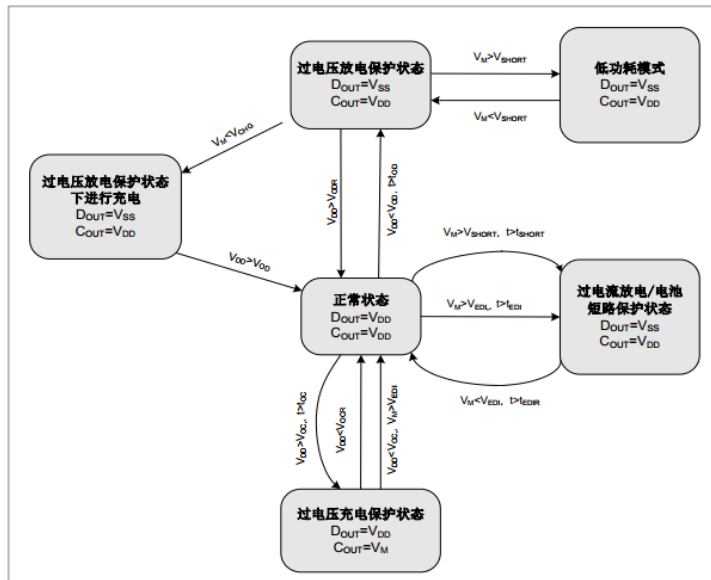 过电压放电保护状态
DOUT=VSS
COUT=VDD
VM>VSHORT
VM<VSHORT
低功耗模式
DOUT=VSS
COUT=VDD
VM<VCHG
过电压放电保护状态
下进行充电
DOUT=VSS
COUT=VDD
VDD>VODR
VDD<VOD, t>tOD
VDD>VOD
VM>VSHORT, t>tSHORT
正常状态
DOUT=VDD
COUT=VDD
VM>VEDI, t>tEDI
过电流放电/电池
短路保护状态
DOUT=VSS
COUT=VDD
VM<VEDI, t>tEDIR
VDD>VOC, t>tOC
VDD<VOCR
VDD<VOC, VM>VEDI
过电压充电保护状态
DOUT=VDD
COUT=VM